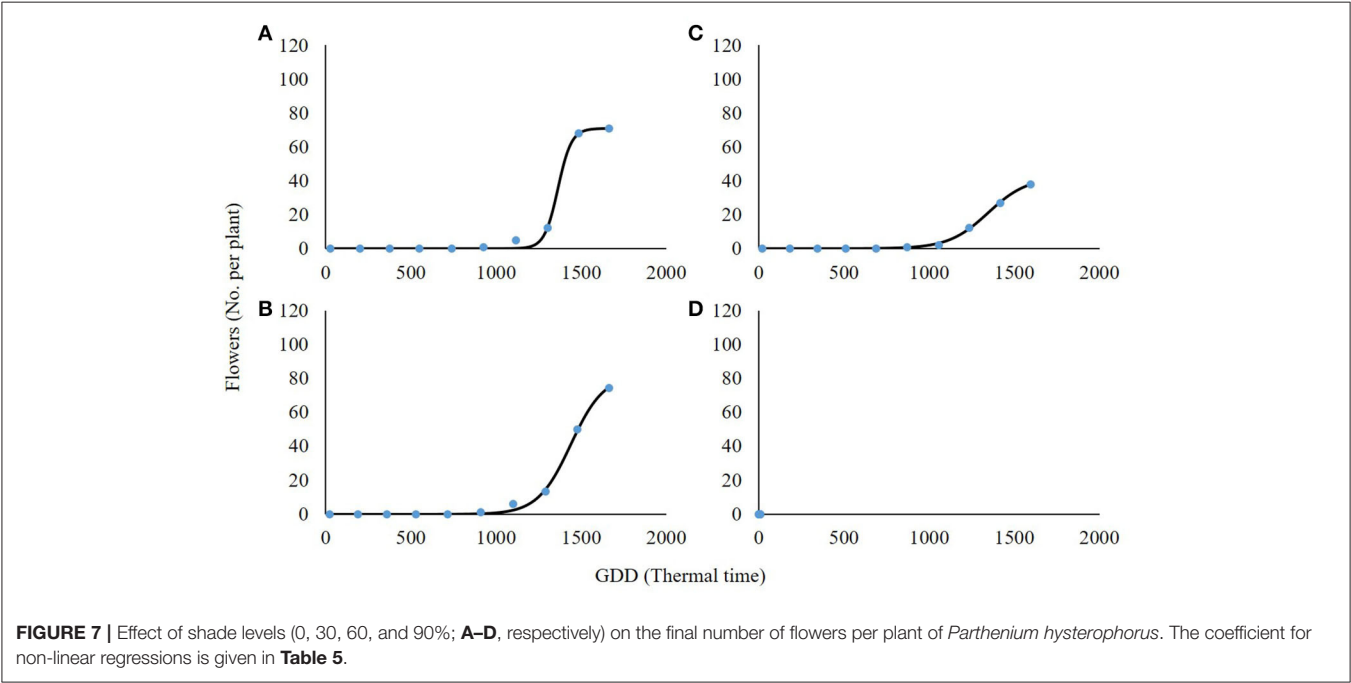 A
120
100
80
60
40
20
0
0 500 1000 1500 2000
C
120
100
80
60
40
20
0
0 500 1000 1500 2000
Flowers (No. per plant)
B
120
100
80
60
40
20
0
0 500 1000 1500 2000
D
120
100
80
60
40
20
0
0 500 1000 1500 2000
GDD (Thermal time)
FIGURE 7 | Effect of shade levels (0, 30, 60, and 90%; A–D, respectively) on the final number of flowers per plant of Parthenium hysterophorus. The coefficient for
non-linear regressions is given in Table 5.